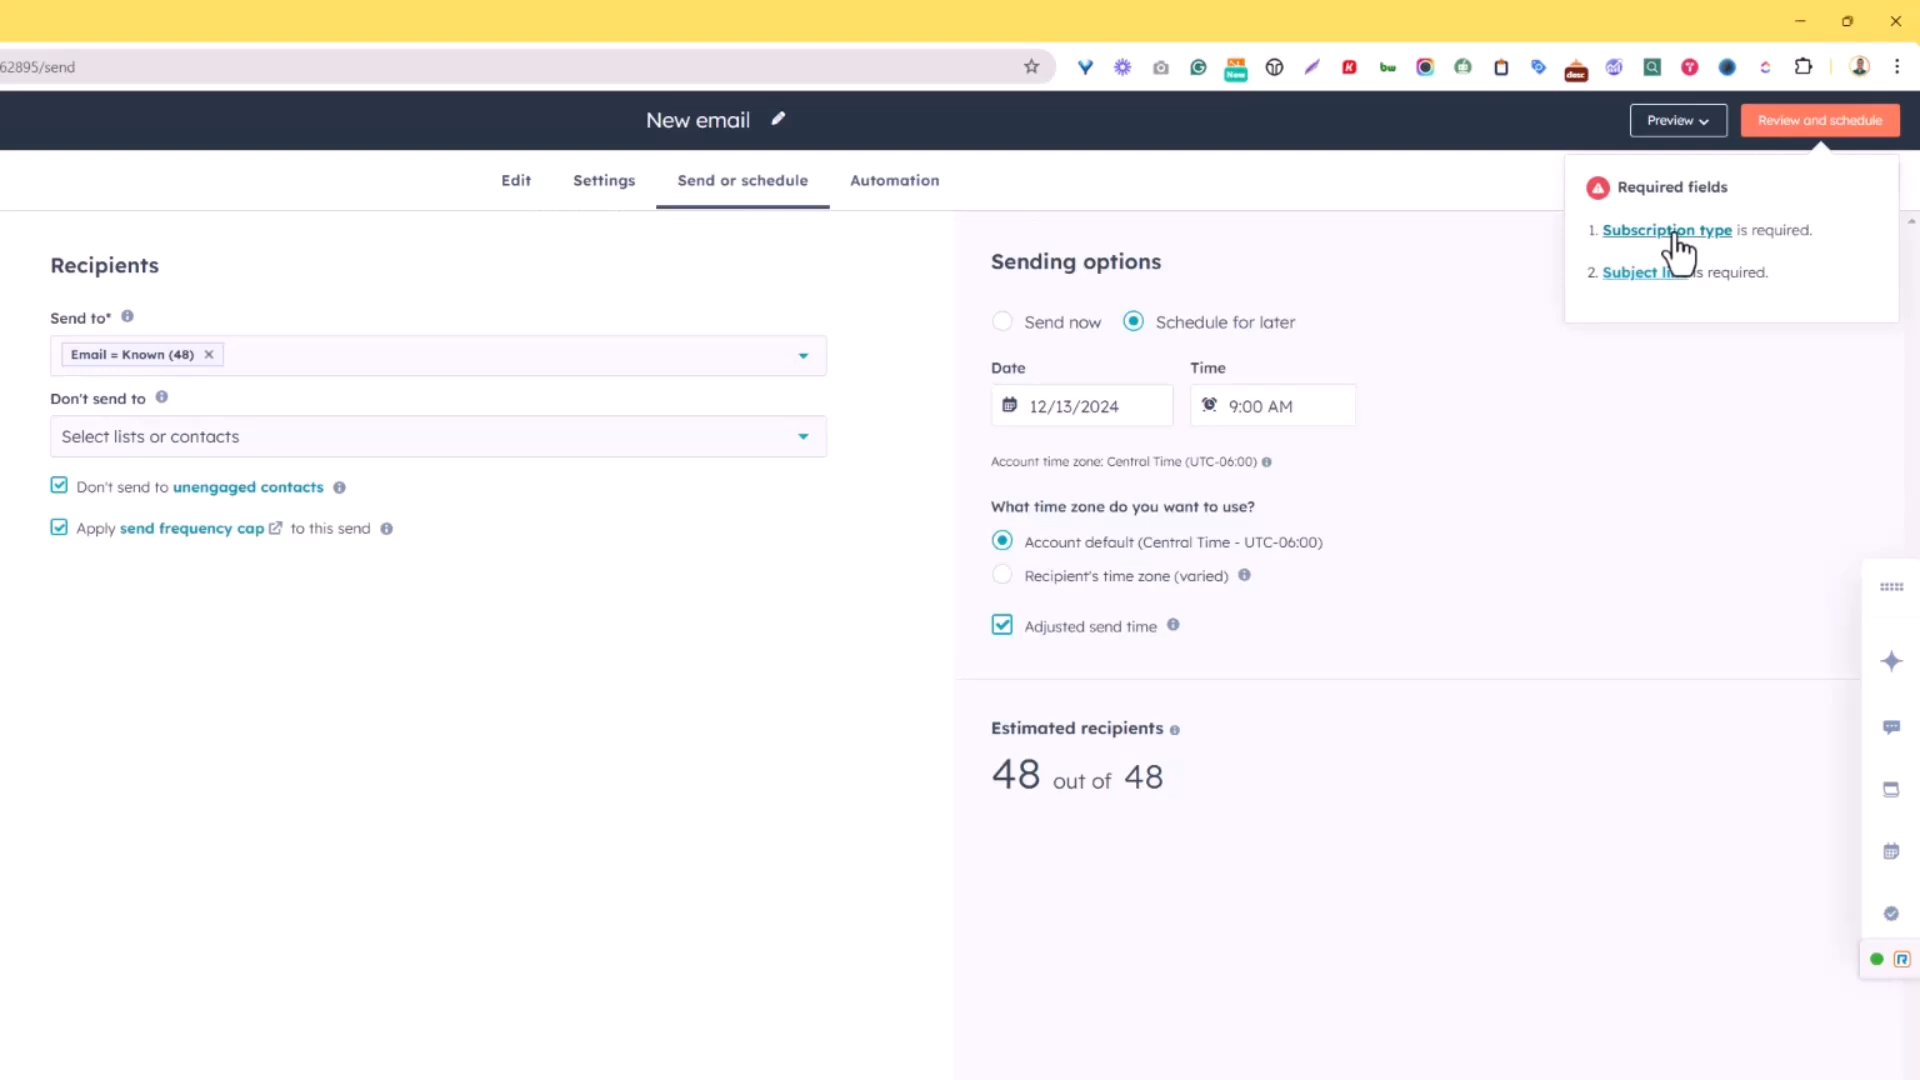 62895/send
New
bw
desc
New email
Preview
Review and schedule
Edit
Settings
Send or schedule
Automation
Required fields
1. Subscription type is required.
2. Subject is required.
Recipients
Send to*
Email = Known (48)
Don't send to
Select lists or contacts
Don't send to unengaged contacts
Apply send frequency cap to this send
Sending options
Send now
Schedule for later
Date
Time
12/13/2024
9:00 AM
Account time zone: Central Time (UTC-06:00)
What time zone do you want to use?
Account default (Central Time - UTC-06:00)
Recipient's time zone (varied)
Adjusted send time
Estimated recipients
48 out of 48